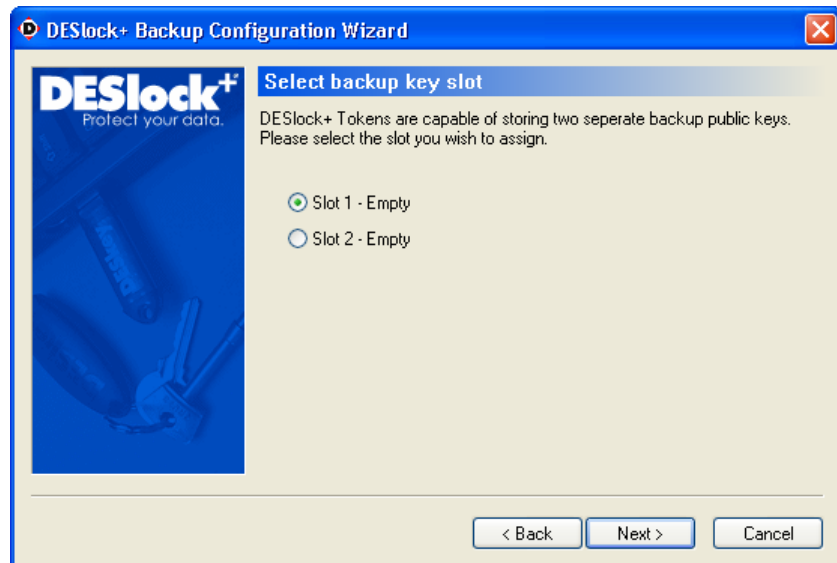 DESlock+ Backup Configuration Wizard
DESlock+
Protect your data.
DESkey
Select backup key slot
DESlock+ Tokens are capable of storing two seperate backup public keys.
Please select the slot you wish to assign.
Slot 1 - Empty
Slot 2 - Empty
< Back
Next >
Cancel